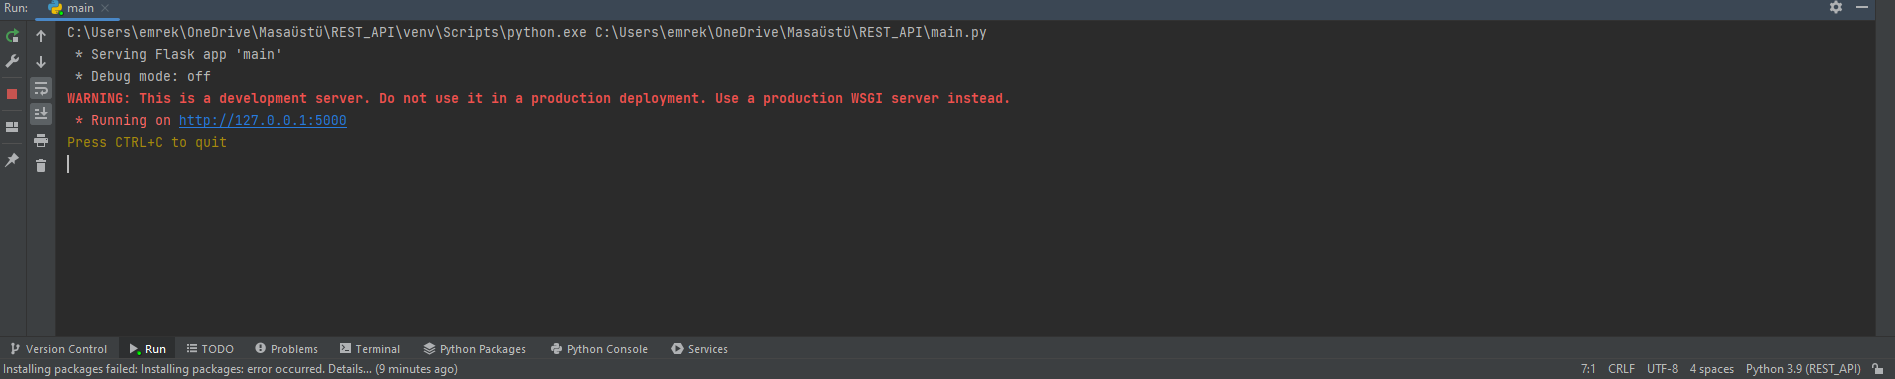 Run: main
C:\Users\emrek\OneDrive\Masaüstü\REST_API\venv\Scripts\python.exe C:\Users\emrek\OneDrive\Masaüstü\REST_API\main.py
* Serving Flask app 'main'
* Debug mode: off
WARNING: This is a development server. Do not use it in a production deployment. Use a production WSGI server instead.
* Running on http://127.0.0.1:5000
Press CTRL+C to quit
Version Control Run TODO Problems Terminal Python Packages Python Console Services
Installing packages failed: Installing packages: error occurred. Details... (9 minutes ago) 7:1 CRLF UTF-8 4 spaces Python 3.9 (REST_API)